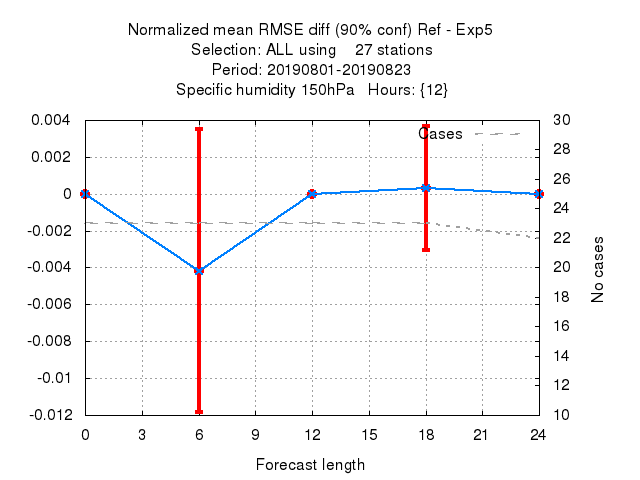 Normalized mean RMSE diff (90% conf) Ref - Exp5
Selection: ALL using    27 stations
Period: 20190801-20190823
Specific humidity 150hPa   Hours: {12}
Cases
0.004
0.002
0
-0.002
-0.004
-0.006
-0.008
-0.01
-0.012
30
28
26
24
22
20
18
16
14
12
10
No cases
0 3 6 9 12 15 18 21 24
Forecast length